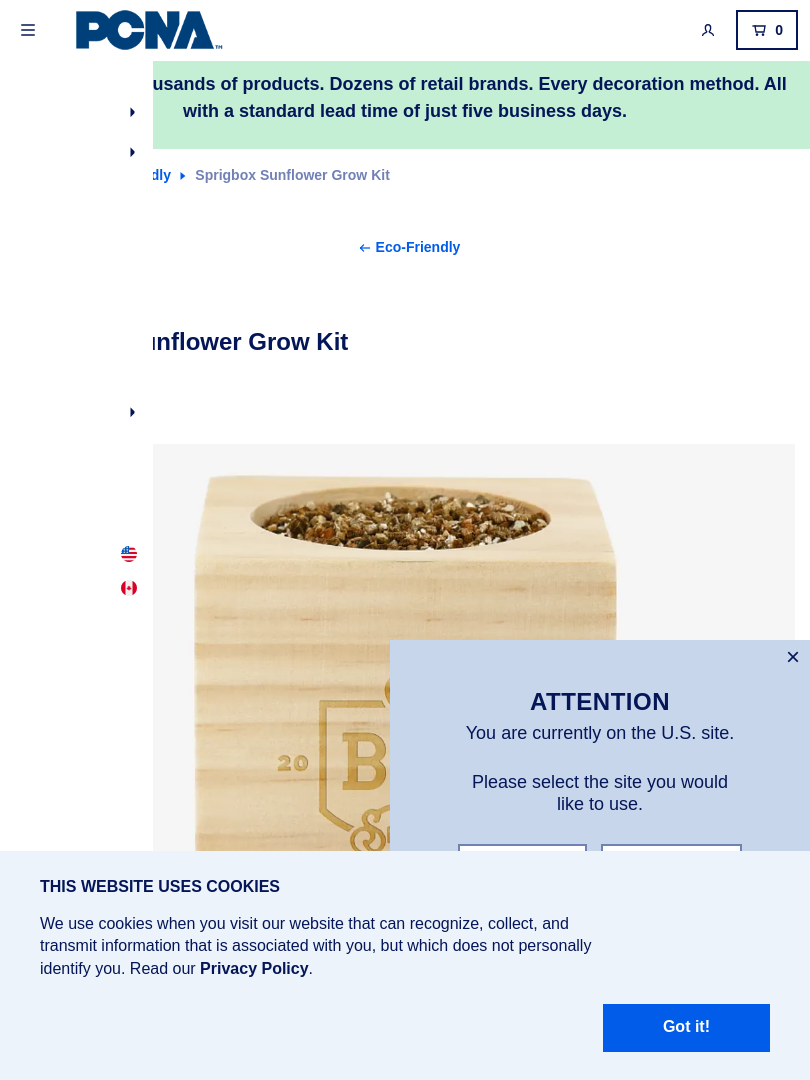 PCNA
0
usands of products. Dozens of retail brands. Every decoration method. All
with a standard lead time of just five business days.
dly
Sprigbox Sunflower Grow Kit
Eco-Friendly
unflower Grow Kit
20
ATTENTION
You are currently on the U.S. site.
Please select the site you would
like to use.
THIS WEBSITE USES COOKIES
We use cookies when you visit our website that can recognize, collect, and
transmit information that is associated with you, but which does not personally
identify you. Read our Privacy Policy.
Got it!